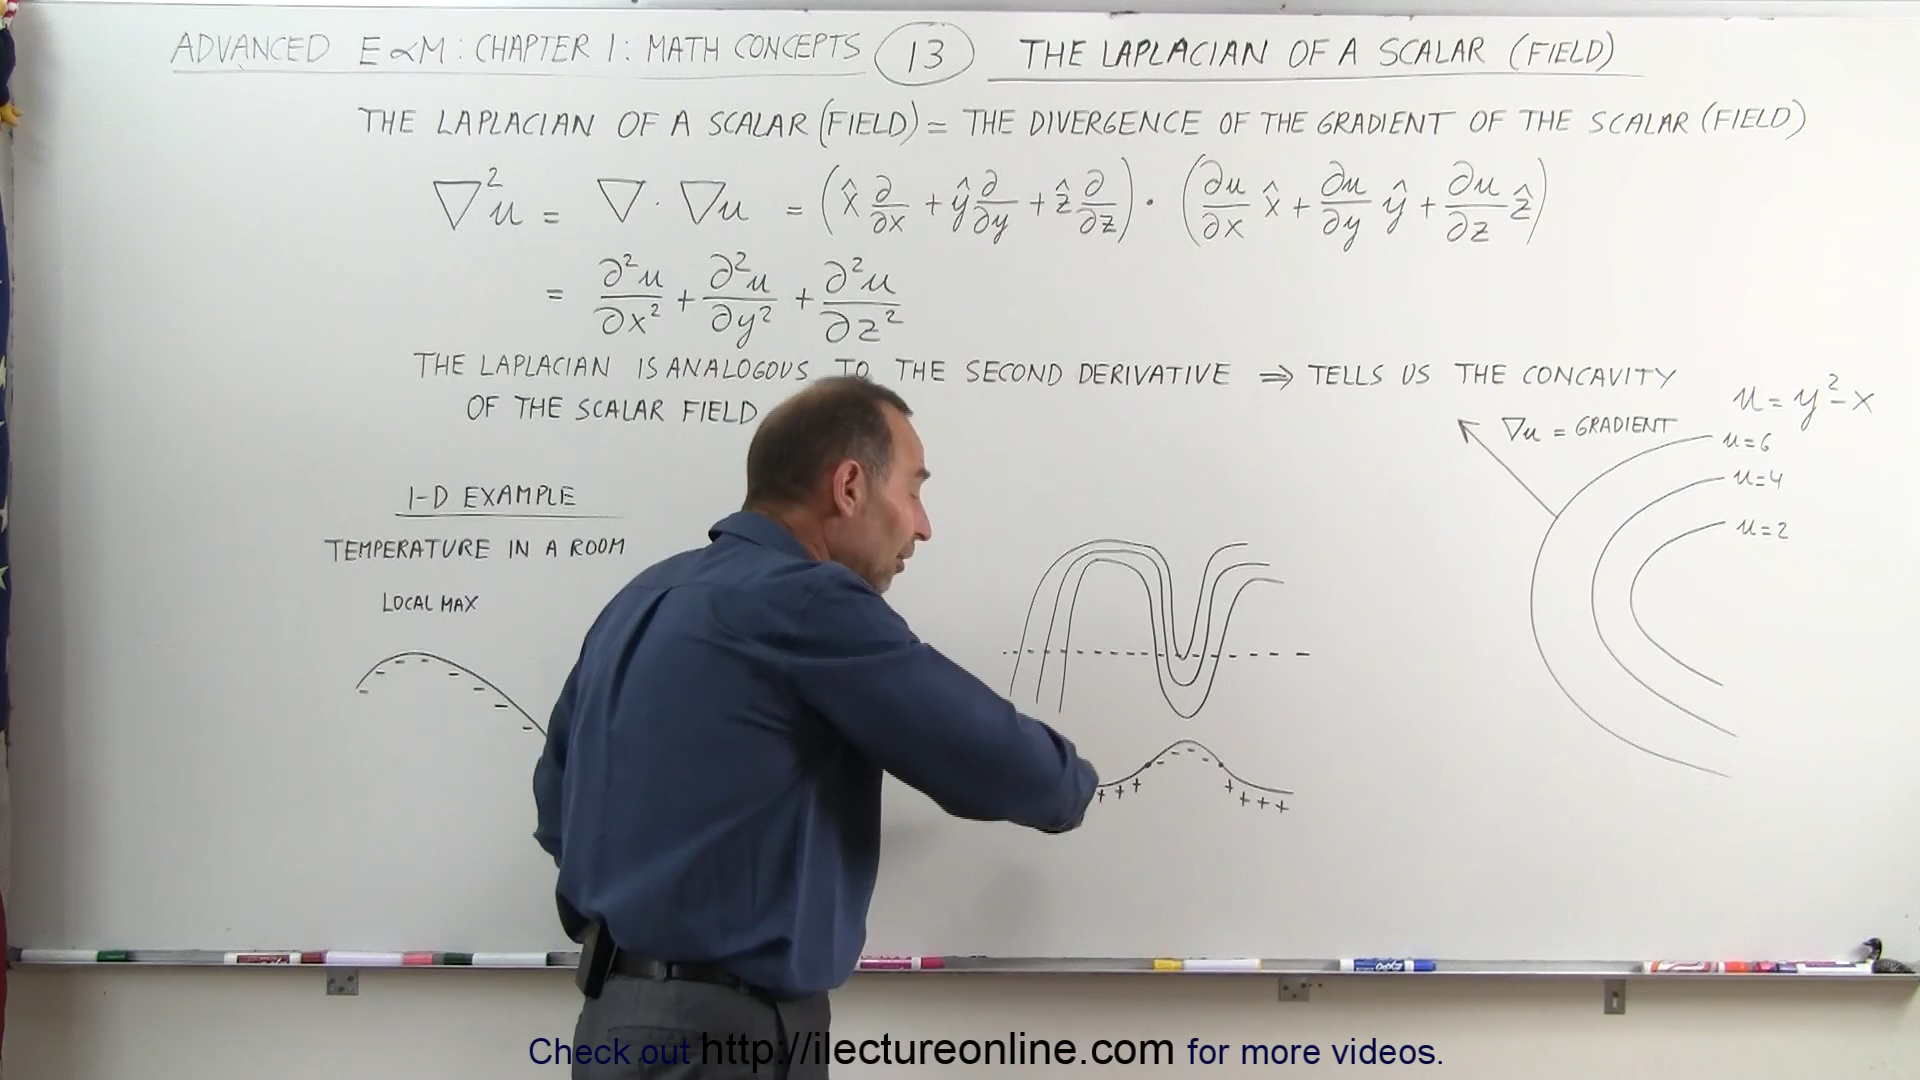 ADVANCED E∝M: CHAPTER 1: MATH CONCEPTS 13 THE LAPLACIAN OF A SCALAR (FIELD)
THE LAPLACIAN OF A SCALAR (FIELD) = THE DIVERGENCE OF THE GRADIENT OF THE SCALAR (FIELD)
∇²u = ∇·∇u = (x̂ ∂/∂x + ŷ ∂/∂y + ẑ ∂/∂z) · (∂u/∂x x̂ + ∂u/∂y ŷ + ∂u/∂z ẑ)
= ∂²u/∂x² + ∂²u/∂y² + ∂²u/∂z²
THE LAPLACIAN IS ANALOGOUS TO THE SECOND DERIVATIVE ⇒ TELLS US THE CONCAVITY
OF THE SCALAR FIELD
u = y² - x
∇u = GRADIENT
u=6
u=4
u=2
1-D EXAMPLE
TEMPERATURE IN A ROOM
LOCAL MAX
- - - - - - - -
+ + + - - - + + + +
Check out http://ilectureonline.com for more videos.